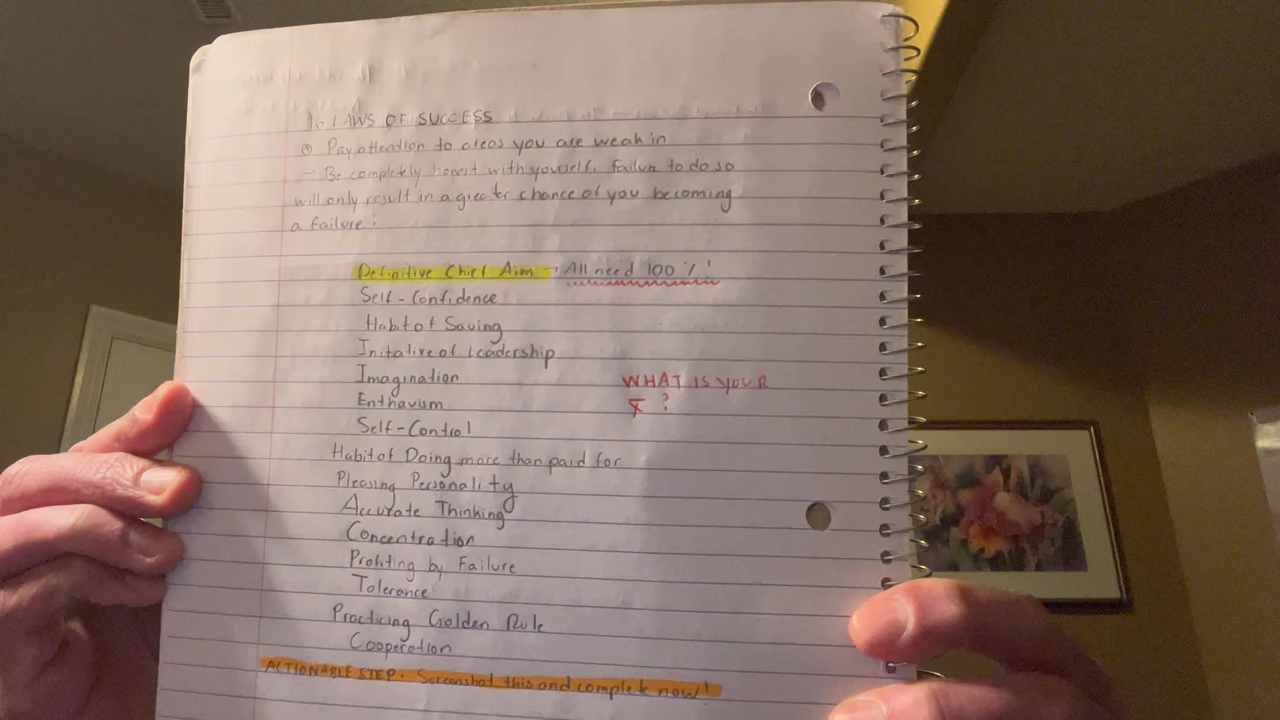 16 LAWS OF SUCCESS
Pay attention to areas you are weak in
→ Be completely honest with yourself, failure to do so
will only result in a greater chance of you becoming
a failure!
Definitive Chief Aim → All need 100%!
Self-Confidence
Habit of Saving
Initative of Leadership
Imagination
WHAT IS YOUR
x̄ ?
Enthausism
Self-Control
Habit of Doing more than paid for
Pleasing Personality
Accurate Thinking
Concentration
Profiting by Failure
Tolerance
Practicing Golden Rule
Cooperation
ACTIONABLE STEP: Screenshot this and complete now!